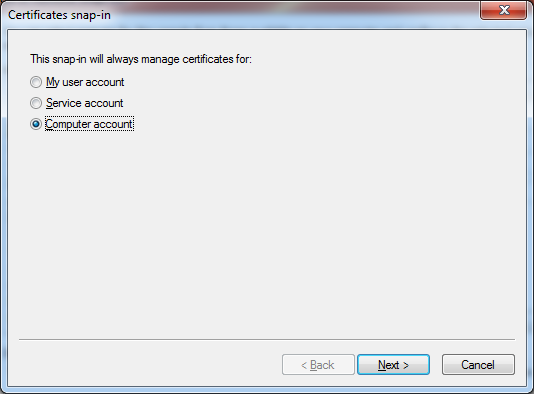 Certificates snap-in
This snap-in will always manage certificates for:
My user account
Service account
Computer account
< Back
Next >
Cancel